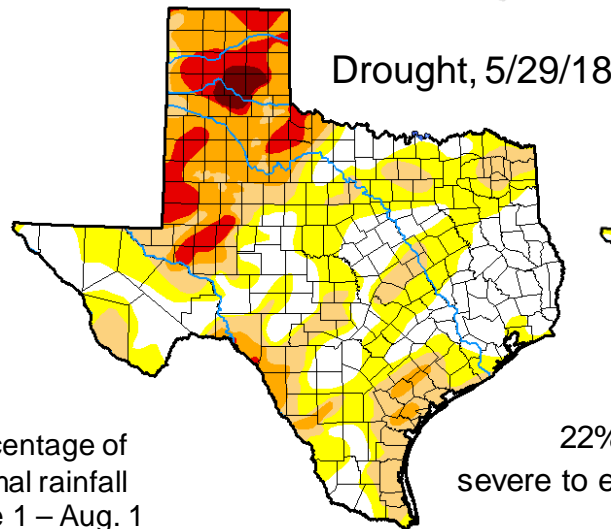 Drought, 5/29/18
centage of
nal rainfall
e 1 – Aug. 1
22%
severe to e